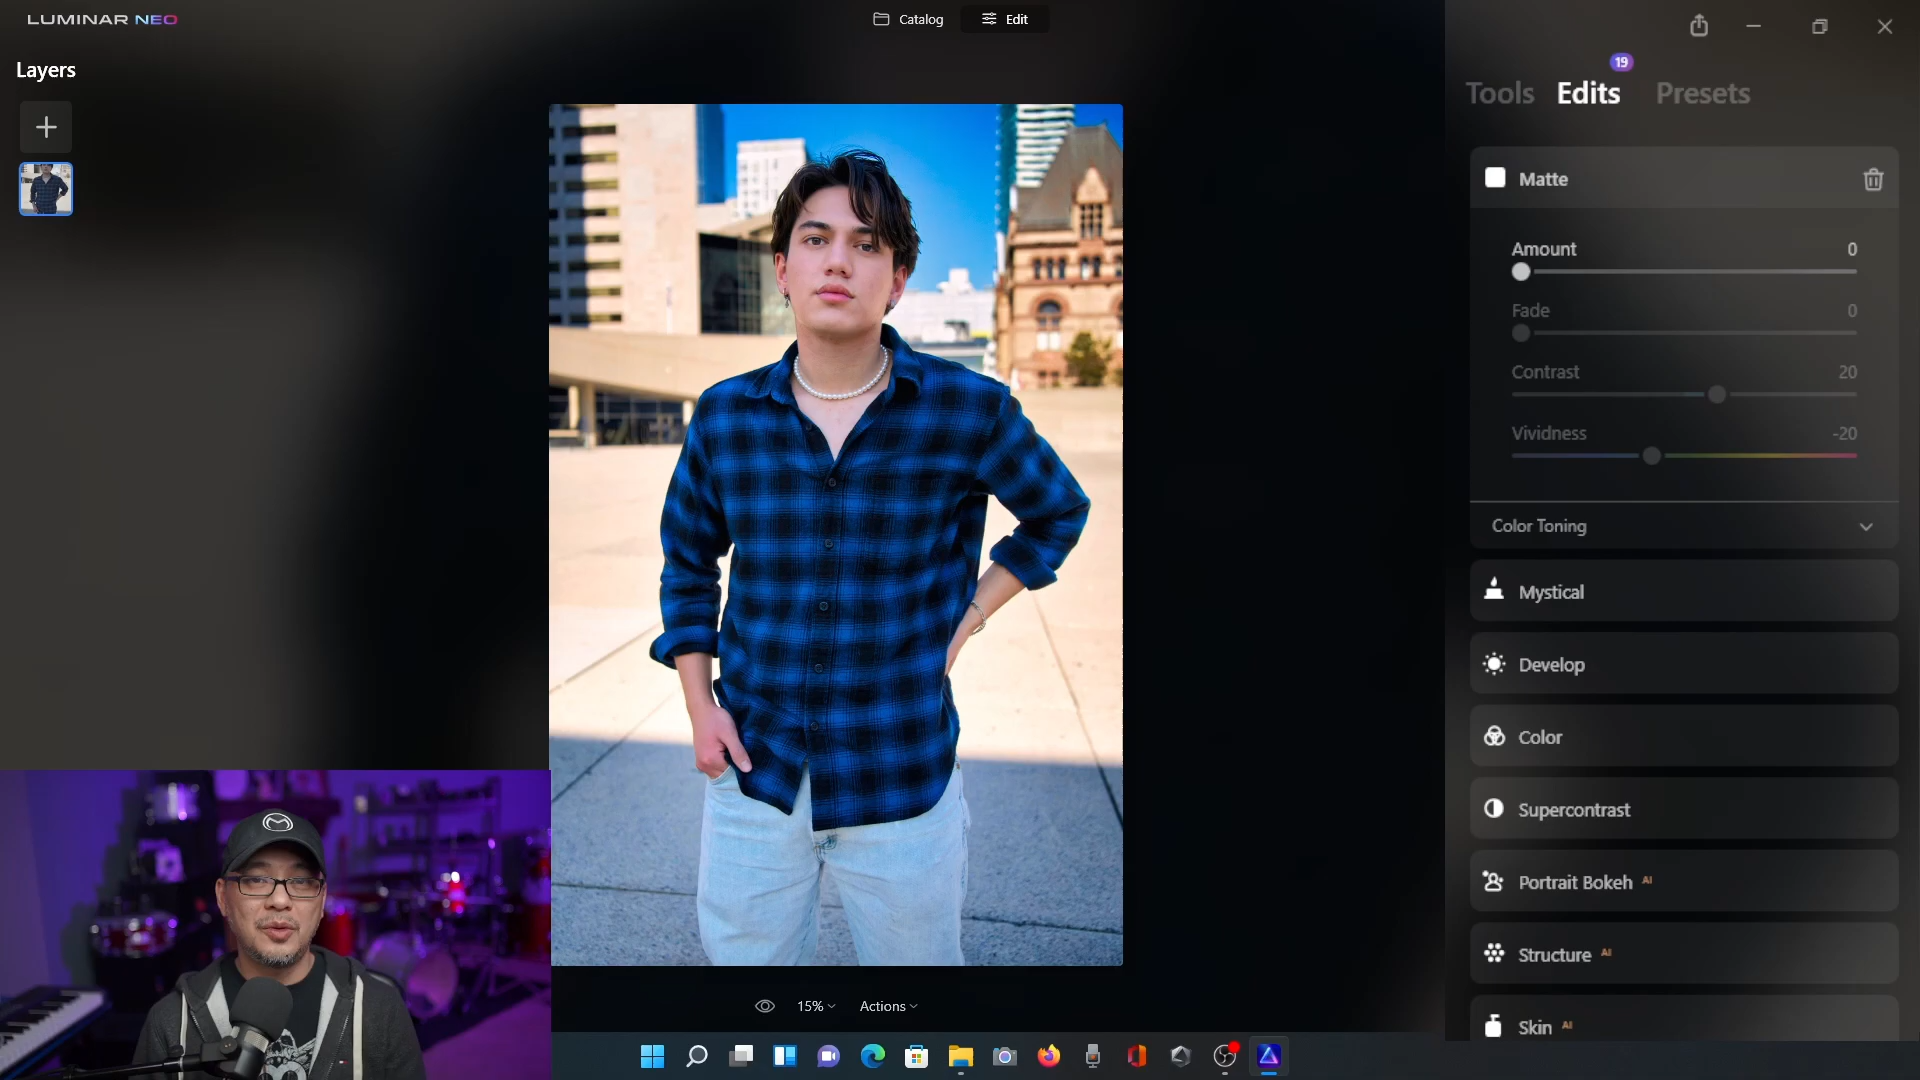 LUMINAR NEO
Catalog
Edit
Layers
19
Tools Edits Presets
Matte
Amount 0
Fade 0
Contrast 20
Vividness -20
Color Toning
Mystical
Develop
Color
Supercontrast
Portrait Bokeh AI
Structure AI
Skin AI
15%
Actions